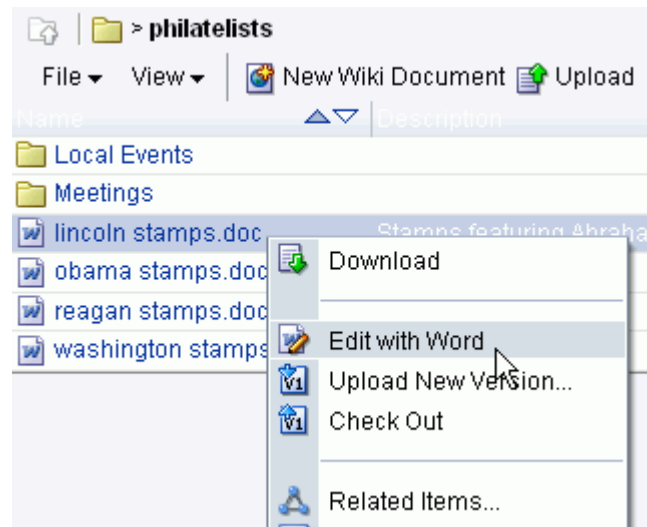 > philatelists
File View New Wiki Document Upload
Name Description
Local Events
Meetings
lincoln stamps.doc Stamps featuring
obama stamps.doc Download
reagan stamps.doc
washington Edit with Word
Upload New Version...
Check Out
Related Items...